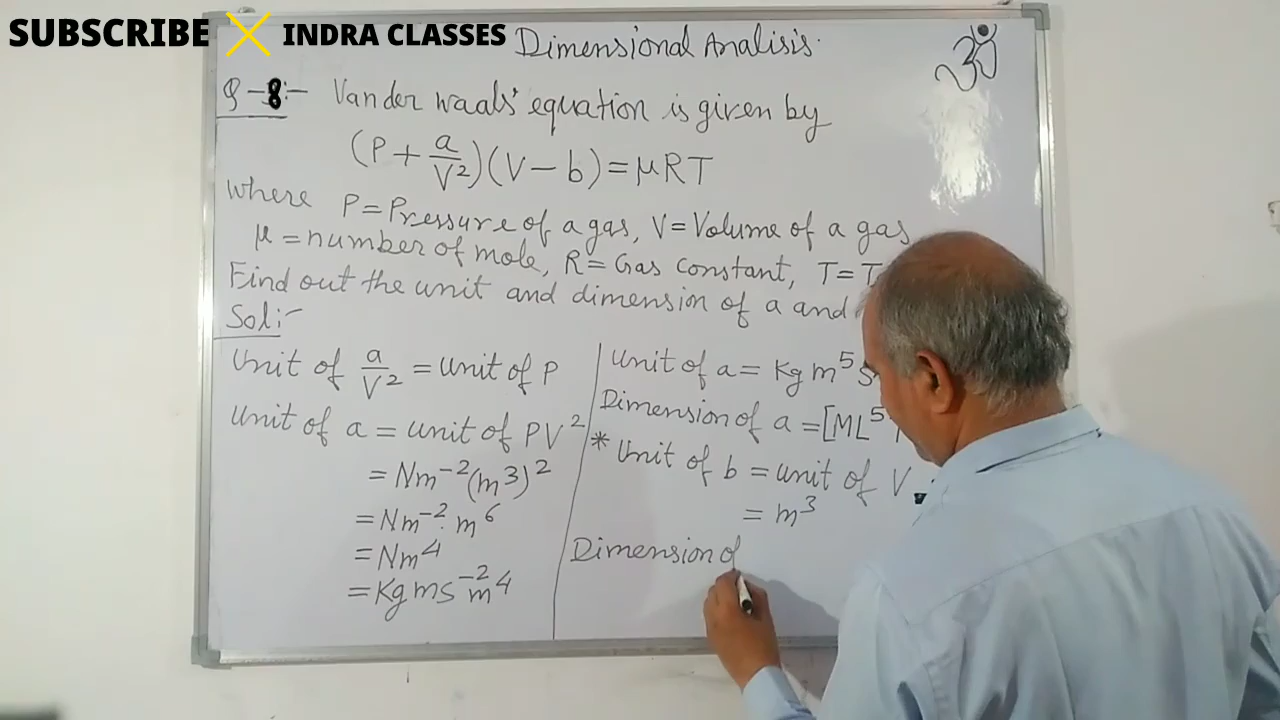 SUBSCRIBE INDRA CLASSES
Dimensional Analisis.
ॐ
Q-8:- Van der waals' equation is given by
(P + a/V²)(V - b) = μRT
where P = Pressure of a gas, V = Volume of a gas
μ = number of mole, R = Gas constant, T =
Find out the unit and dimension of a and
Sol:-
Unit of a/V² = unit of P
Unit of a = unit of PV²
= Nm⁻²(m³)²
= Nm⁻². m⁶
= Nm⁴
= Kg ms⁻² m⁴
Unit of a = Kg m⁵ S
Dimension of a = [ML⁵
* Unit of b = unit of V
= m³
Dimension of